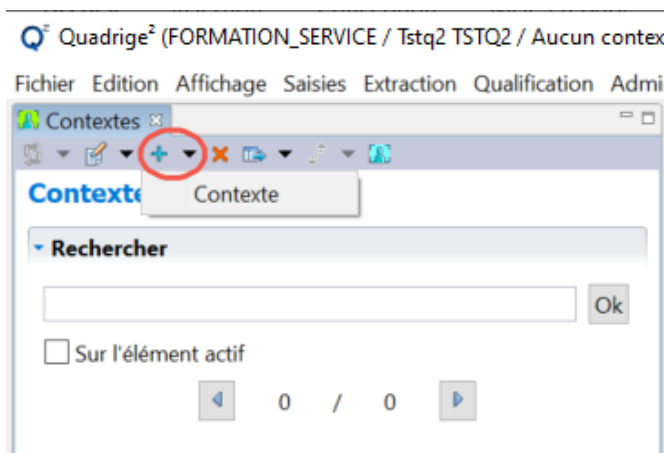 Quadrige² (FORMATION_SERVICE / Tstq2 TSTQ2 / Aucun contex
Fichier Edition Affichage Saisies Extraction Qualification Admi
Contextes
Contexte
Contexte
Rechercher
Ok
Sur l'élément actif
0 / 0